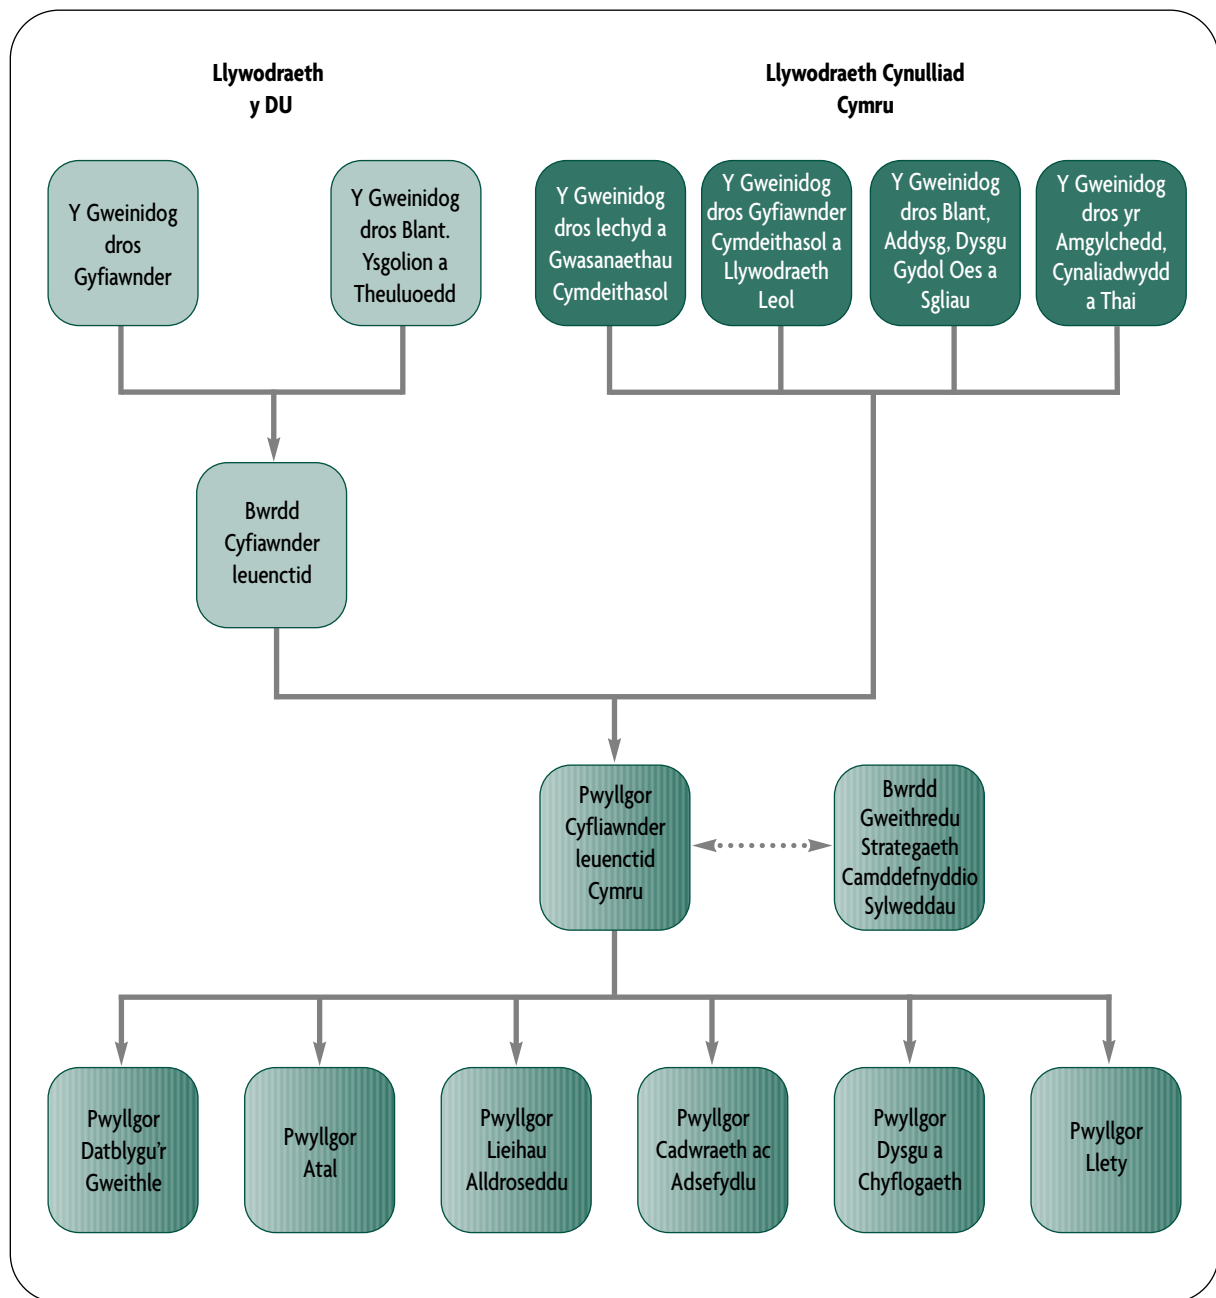 Llywodraeth
y DU
Llywodraeth Cynulliad
Cymru
Y Gweinidog
dros
Gyfiawnder
Y Gweinidog
dros Blant.
Ysgolion a
Theuluoedd
Y Gweinidog
dros Iechyd a
Gwasanaethau
Cymdeithasol
Y Gweinidog
dros Gyfiawnder
Cymdeithasol a
Llywodraeth
Leol
Y Gweinidog
dros Blant,
Addysg, Dysgu
Gydol Oes a
Sgliau
Y Gweinidog
dros yr
Amgylchedd,
Cynaliadwydd
a Thai
Bwrdd
Cyfiawnder
Ieuenctid
Pwyllgor
Cyfliawnder
Ieuenctid
Cymru
Bwrdd
Gweithredu
Strategaeth
Camddefnyddio
Sylweddau
Pwyllgor
Datblygu’r
Gweithle
Pwyllgor
Atal
Pwyllgor
Lieihau
Alldroseddu
Pwyllgor
Cadwraeth ac
Adsefydlu
Pwyllgor
Dysgu a
Chyflogaeth
Pwyllgor
Llety